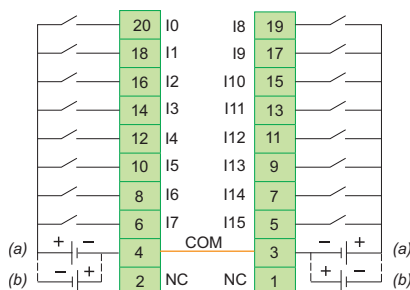 20 I0 I8 19
18 I1 I9 17
16 I2 I10 15
14 I3 I11 13
12 I4 I12 11
10 I5 I13 9
8 I6 I14 7
6 I7 I15 5
(a) + − 4 COM 3 − + (a)
(b) − + 2 NC NC 1 + − (b)